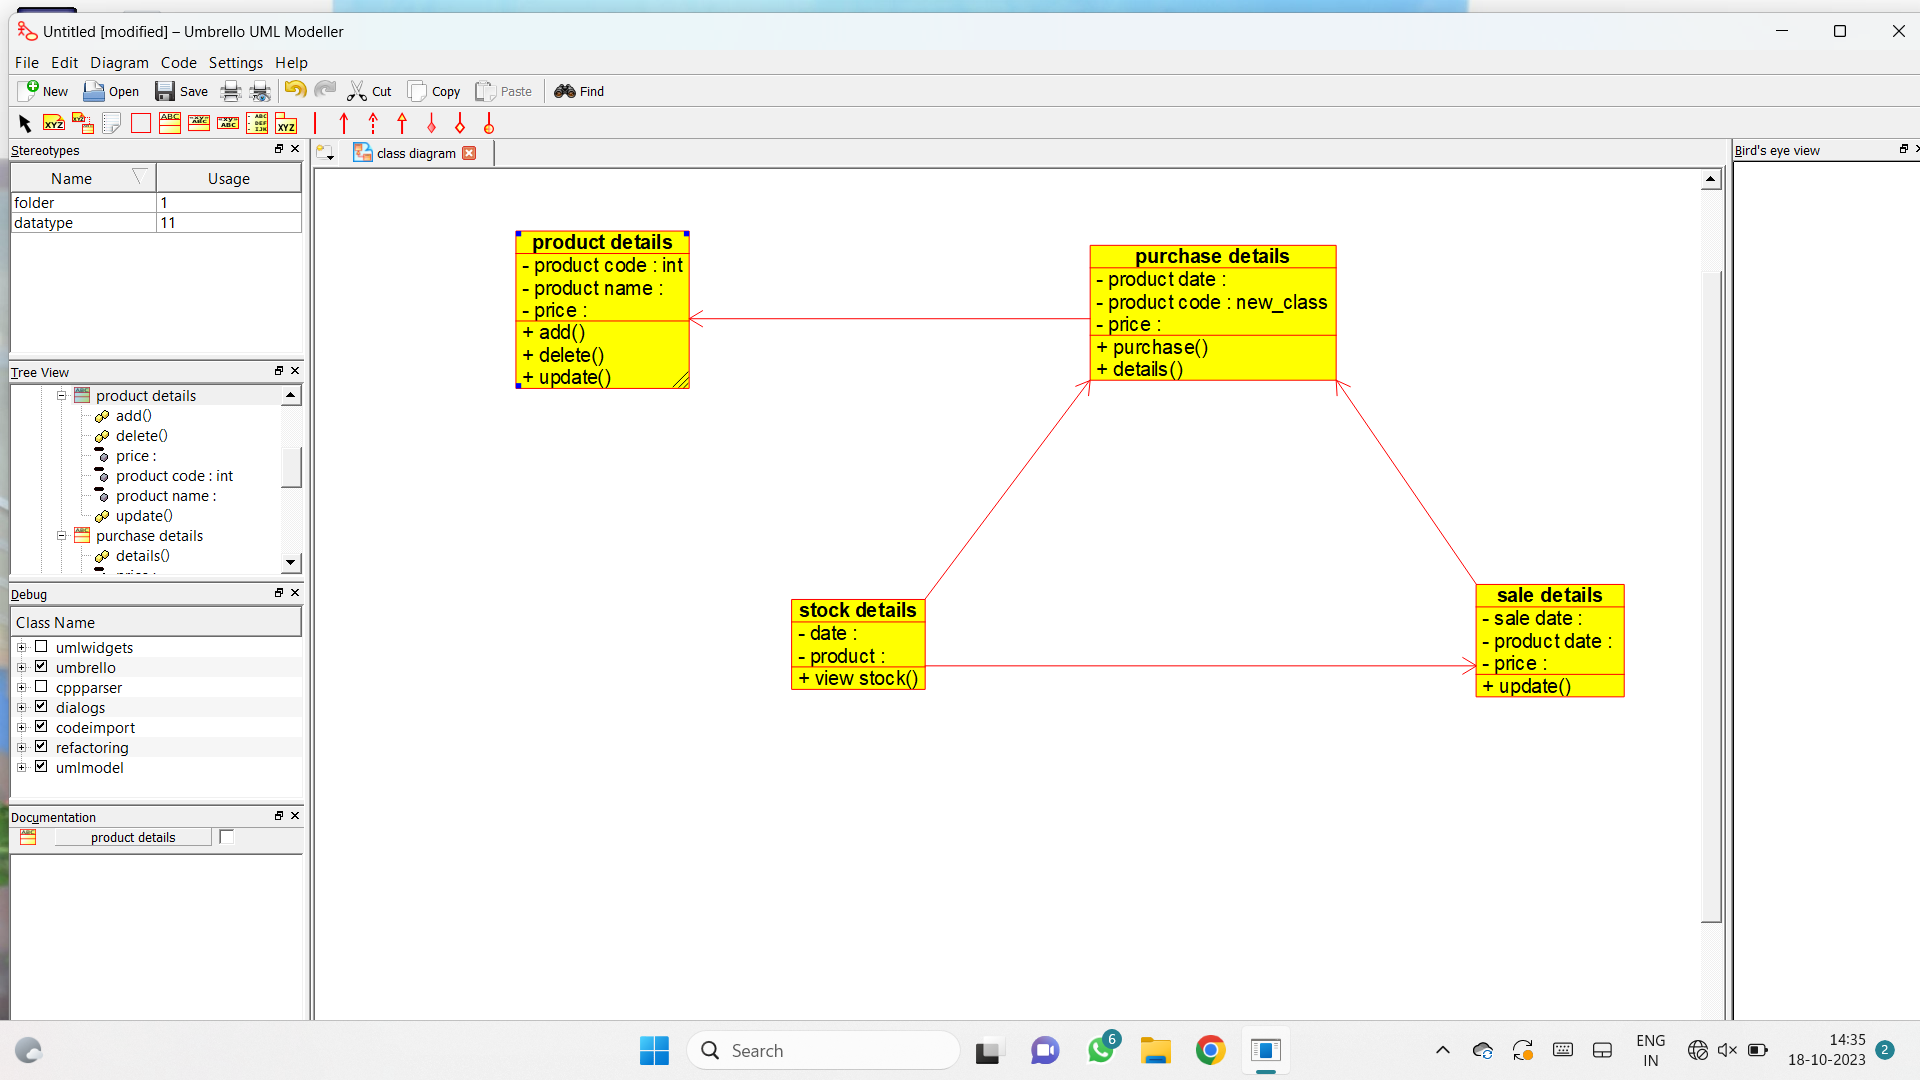 Untitled [modified] – Umbrello UML Modeller
File Edit Diagram Code Settings Help
New Open Save Cut Copy Paste Find
Stereotypes
Name Usage
folder 1
datatype 11
Tree View
product details
add()
delete()
price :
product code : int
product name :
update()
purchase details
details()
Debug
Class Name
umlwidgets
umbrello
cppparser
dialogs
codeimport
refactoring
umlmodel
Documentation
product details
class diagram
product details
- product code : int
- product name :
- price :
+ add()
+ delete()
+ update()
purchase details
- product date :
- product code : new_class
- price :
+ purchase()
+ details()
stock details
- date :
- product :
+ view stock()
sale details
- sale date :
- product date :
- price :
+ update()
Bird's eye view
Search
6
ENG
IN
14:35
18-10-2023
2